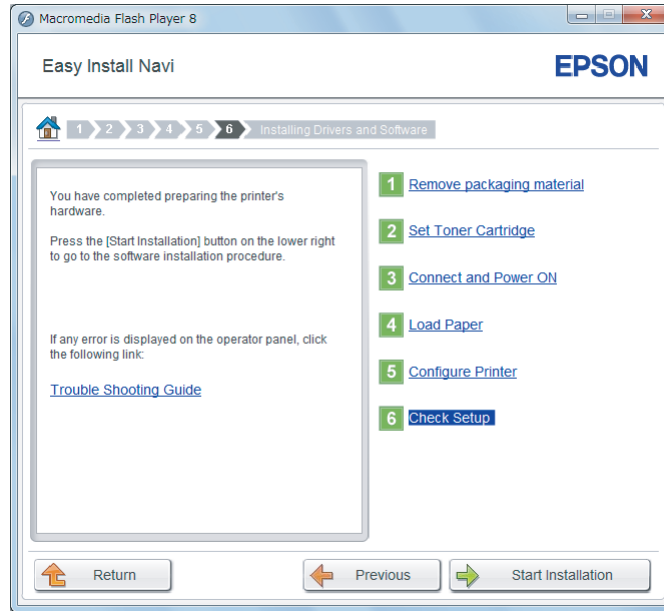 Macromedia Flash Player 8
Easy Install Navi
EPSON
1 2 3 4 5 6 Installing Drivers and Software
You have completed preparing the printer's
hardware.
Press the [Start Installation] button on the lower right
to go to the software installation procedure.
If any error is displayed on the operator panel, click
the following link:
Trouble Shooting Guide
1 Remove packaging material
2 Set Toner Cartridge
3 Connect and Power ON
4 Load Paper
5 Configure Printer
6 Check Setup
Return
Previous
Start Installation